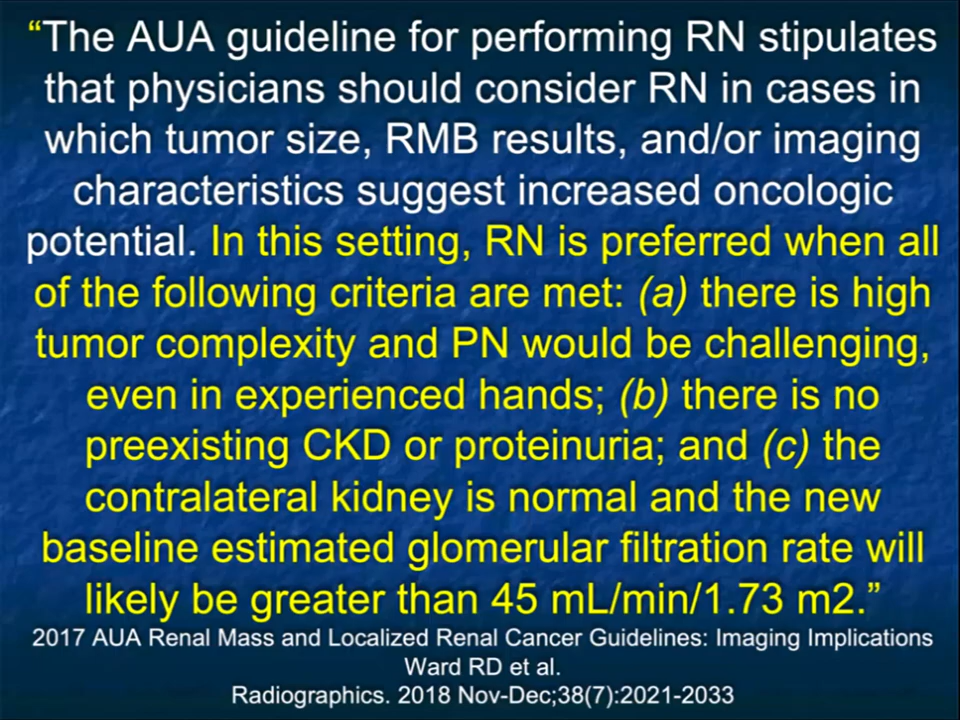 “The AUA guideline for performing RN stipulates
that physicians should consider RN in cases in
which tumor size, RMB results, and/or imaging
characteristics suggest increased oncologic
potential. In this setting, RN is preferred when all
of the following criteria are met: (a) there is high
tumor complexity and PN would be challenging,
even in experienced hands; (b) there is no
preexisting CKD or proteinuria; and (c) the
contralateral kidney is normal and the new
baseline estimated glomerular filtration rate will
likely be greater than 45 mL/min/1.73 m2.”
2017 AUA Renal Mass and Localized Renal Cancer Guidelines: Imaging Implications
Ward RD et al.
Radiographics. 2018 Nov-Dec;38(7):2021-2033